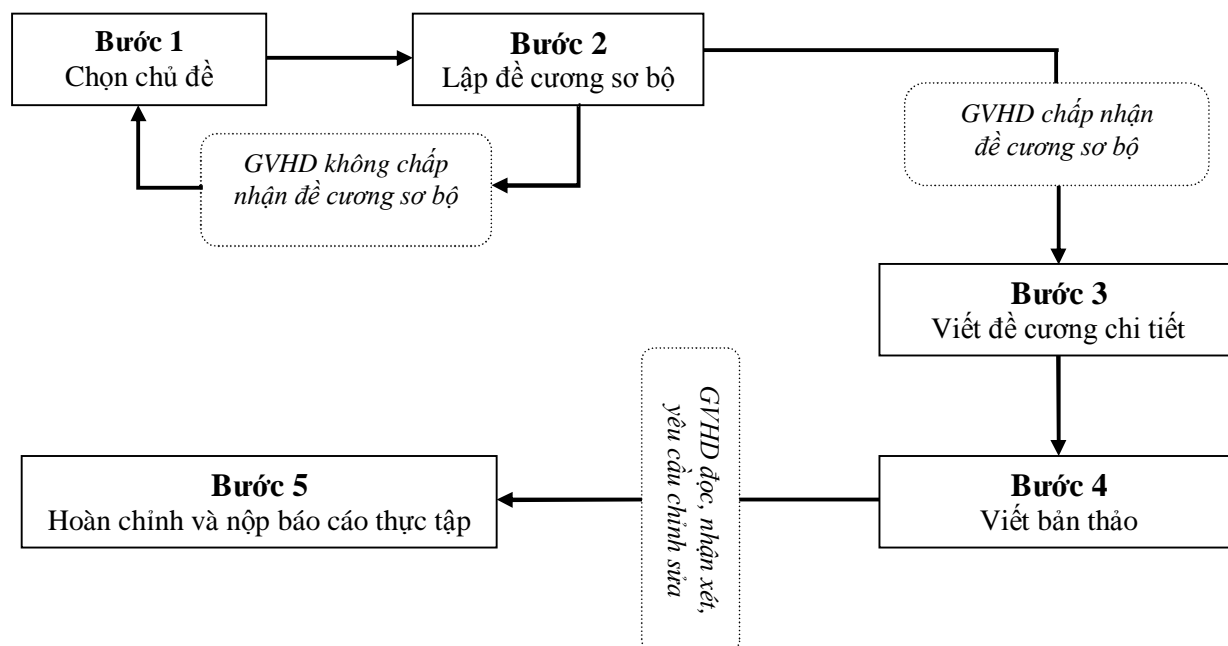 Bước 1
Chọn chủ đề
Bước 2
Lập đề cương sơ bộ
GVHD chấp nhận
đề cương sơ bộ
GVHD không chấp
nhận đề cương sơ bộ
Bước 3
Viết đề cương chi tiết
GVHD đọc, nhận xét,
yêu cầu chỉnh sửa
Bước 4
Viết bản thảo
Bước 5
Hoàn chỉnh và nộp báo cáo thực tập